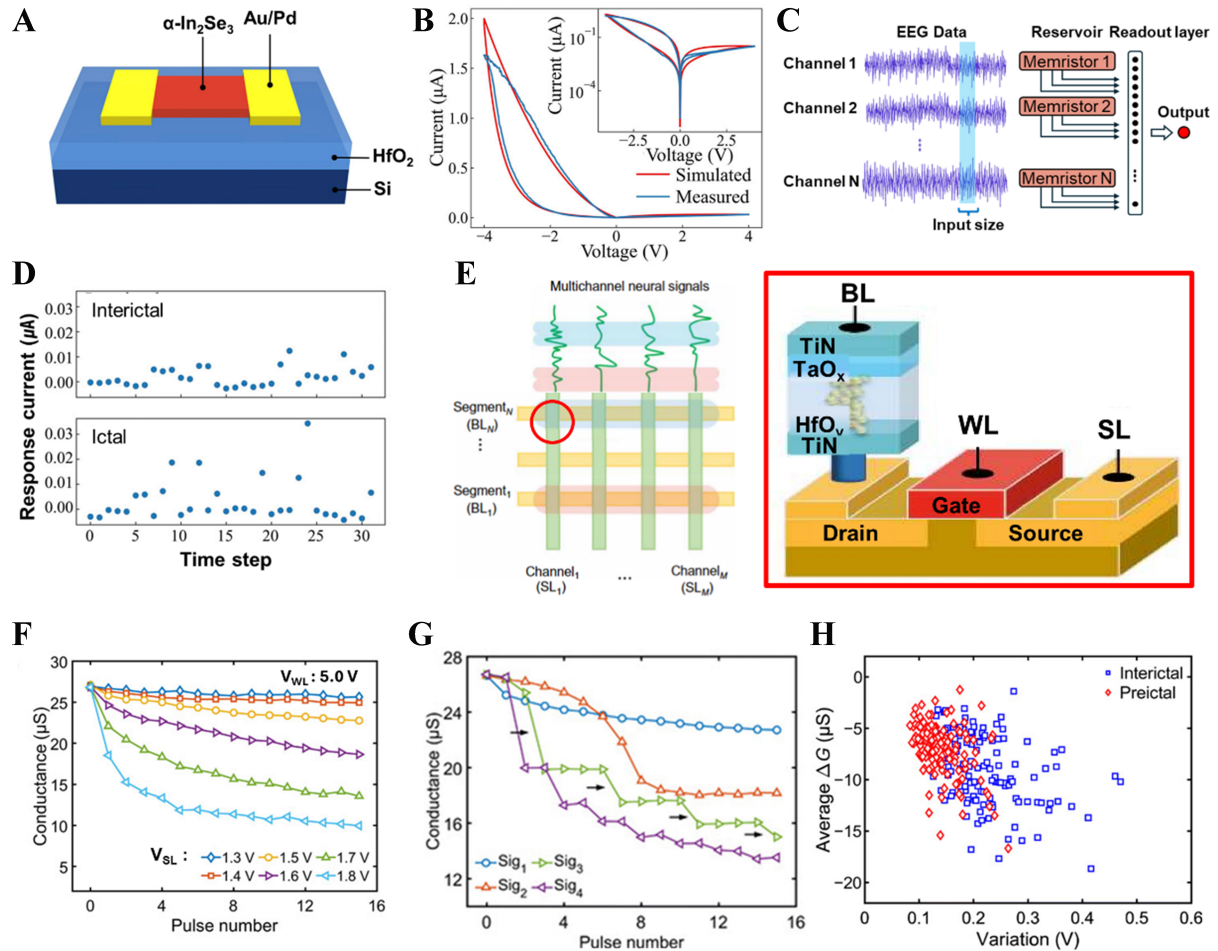 A
α-In₂Se₃
Au/Pd
HfO₂
Si
B
Current (μA)
2.0
1.5
1.0
0.5
0.0
−4
−2
0
2
4
Voltage (V)
Current (μA)
10⁻¹
10⁻⁴
−2.5
0.0
2.5
Voltage (V)
Simulated
Measured
C
EEG Data
Reservoir
Readout layer
Channel 1
Channel 2
Channel N
Memristor 1
Memristor 2
Memristor N
Output
Input size
D
Response current (μA)
Interictal
0.03
0.02
0.01
0.00
Ictal
0.03
0.02
0.01
0.00
0
5
10
15
20
25
30
Time step
E
Multichannel neural signals
Segment_N
(BL_N)
Segment₁
(BL₁)
Channel₁
(SL₁)
...
Channel_M
(SL_M)
BL
TiN
TaOₓ
HfO_y
TiN
WL
SL
Gate
Drain
Source
F
Conductance (μS)
30
25
20
15
10
5
V_WL: 5.0 V
V_SL :
1.3 V
1.5 V
1.7 V
1.4 V
1.6 V
1.8 V
0
4
8
12
16
Pulse number
G
Conductance (μS)
28
24
20
16
12
Sig₁
Sig₃
Sig₂
Sig₄
0
4
8
12
16
Pulse number
H
Average ΔG (μS)
0
−5
−10
−15
−20
Interictal
Preictal
0
0.1
0.2
0.3
0.4
0.5
0.6
Variation (V)